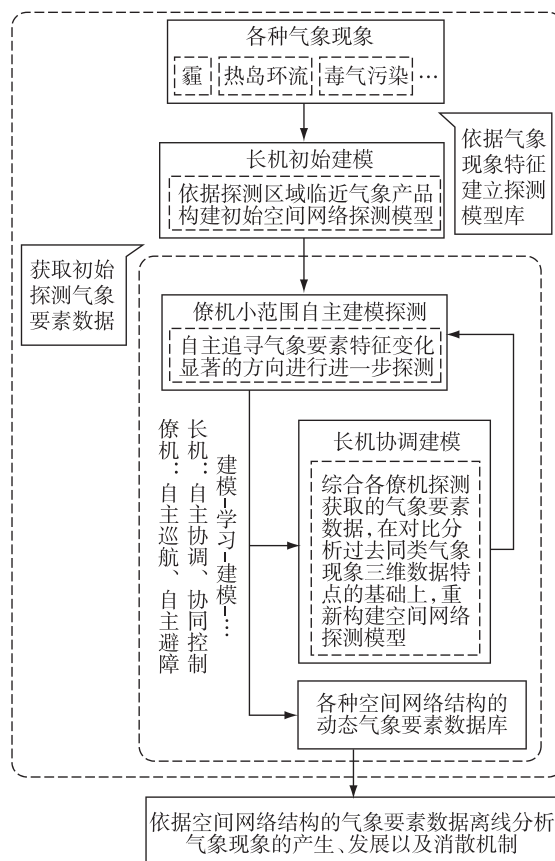 各种气象现象
霾 热岛环流 毒气污染 …
长机初始建模
依据探测区域临近气象产品
构建初始空间网络探测模型
依据气象
现象特征
建立探测
模型库
获取初始
探测气象
要素数据
僚机小范围自主建模探测
自主追寻气象要素特征变化
显著的方向进行进一步探测
建模–学习–建模–…
长机：自主协调、协同控制
僚机：自主巡航、自主避障
长机协调建模
综合各僚机探测
获取的气象要素
数据，在对比分
析过去同类气象
现象三维数据特
点的基础上，重
新构建空间网络
探测模型
各种空间网络结构的
动态气象要素数据库
依据空间网络结构的气象要素数据离线分析
气象现象的产生、发展以及消散机制